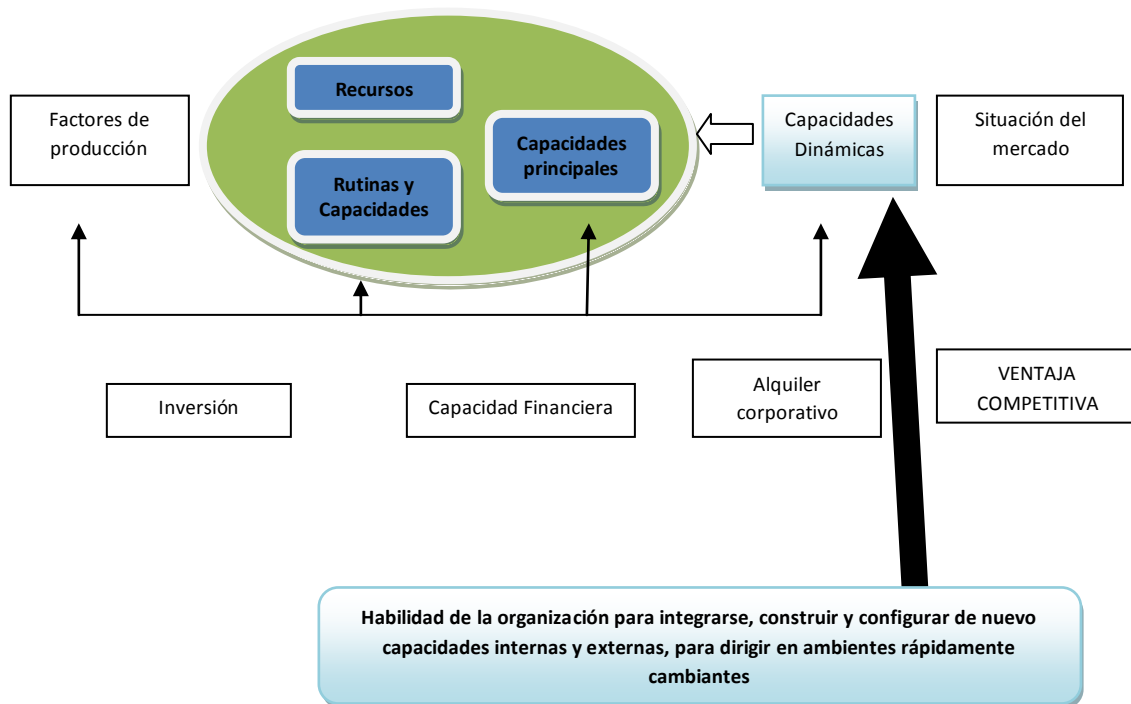 Factores de
producción
Recursos
Rutinas y
Capacidades
Capacidades
principales
Capacidades
Dinámicas
Situación del
mercado
Inversión
Capacidad Financiera
Alquiler
corporativo
VENTAJA
COMPETITIVA
Habilidad de la organización para integrarse, construir y configurar de nuevo
capacidades internas y externas, para dirigir en ambientes rápidamente
cambiantes